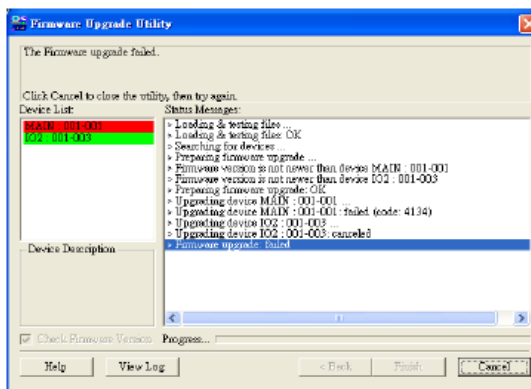 Firmware Upgrade Utility
The Firmware upgrade failed.
Click Cancel to close the utility, then try again.
Device List:
Status Messages:
MAIN : 001-001
IO2 : 001-003
> Loading & testing files ...
> Loading & testing files: OK
> Searching for devices ...
> Preparing firmware upgrade ...
> Firmware version is not newer than device MAIN : 001-001
> Firmware version is not newer than device IO2 : 001-003
> Preparing firmware upgrade: OK
> Upgrading device MAIN : 001-001 ...
> Upgrading device MAIN : 001-001: failed (code: 4134)
> Upgrading device IO2 : 001-003 ...
> Upgrading device IO2 : 001-003: canceled
> Firmware upgrade: failed
Device Description
Check Firmware Version
Progress...
Help
View Log
< Back
Finish
Cancel